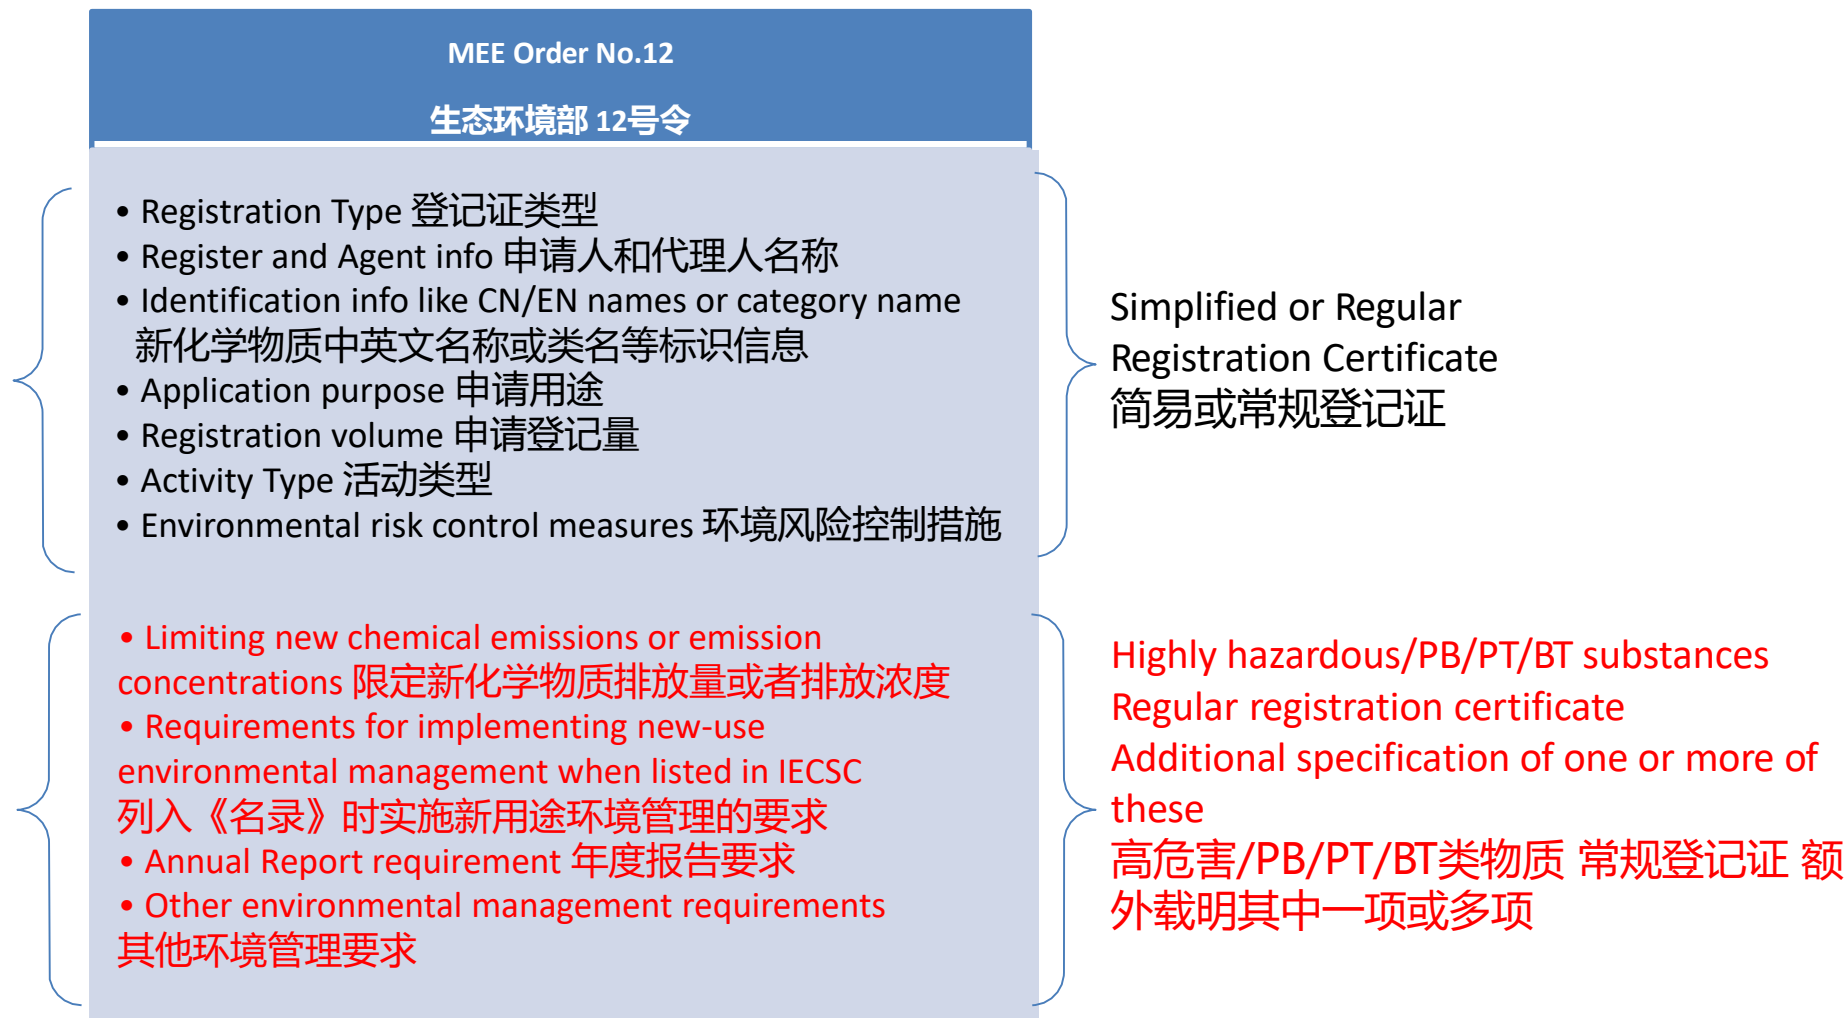 MEE Order No.12
生态环境部 12号令
• Registration Type 登记证类型
• Register and Agent info 申请人和代理人名称
• Identification info like CN/EN names or category name
新化学物质中英文名称或类名等标识信息
• Application purpose 申请用途
• Registration volume 申请登记量
• Activity Type 活动类型
• Environmental risk control measures 环境风险控制措施
Simplified or Regular
Registration Certificate
简易或常规登记证
• Limiting new chemical emissions or emission
concentrations 限定新化学物质排放量或者排放浓度
• Requirements for implementing new-use
environmental management when listed in IECSC
列入《名录》时实施新用途环境管理的要求
• Annual Report requirement 年度报告要求
• Other environmental management requirements
其他环境管理要求
Highly hazardous/PB/PT/BT substances
Regular registration certificate
Additional specification of one or more of
these
高危害/PB/PT/BT类物质 常规登记证 额
外载明其中一项或多项